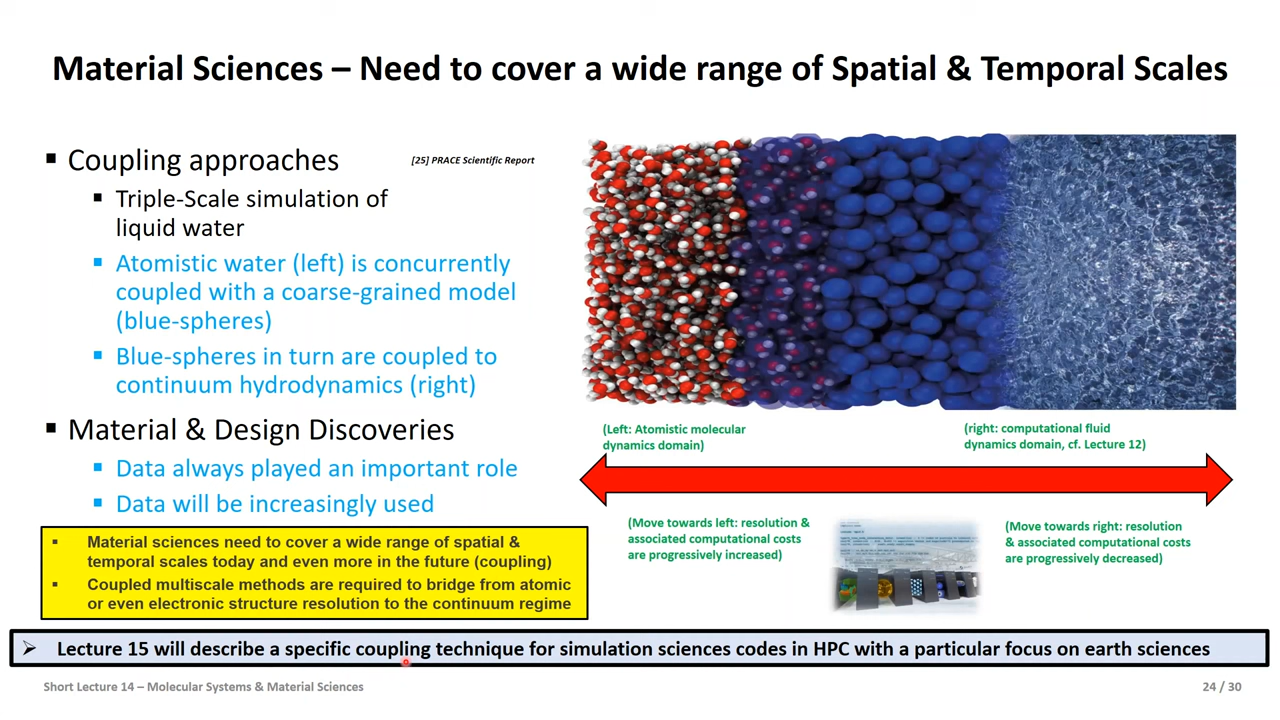 Material Sciences – Need to cover a wide range of Spatial & Temporal Scales
▪ Coupling approaches
[25] PRACE Scientific Report
▪ Triple-Scale simulation of
liquid water
▪ Atomistic water (left) is concurrently
coupled with a coarse-grained model
(blue-spheres)
▪ Blue-spheres in turn are coupled to
continuum hydrodynamics (right)
▪ Material & Design Discoveries
▪ Data always played an important role
▪ Data will be increasingly used
▪ Material sciences need to cover a wide range of spatial &
temporal scales today and even more in the future (coupling)
▪ Coupled multiscale methods are required to bridge from atomic
or even electronic structure resolution to the continuum regime
(Left: Atomistic molecular
dynamics domain)
(right: computational fluid
dynamics domain, cf. Lecture 12)
(Move towards left: resolution &
associated computational costs
are progressively increased)
(Move towards right: resolution
& associated computational costs
are progressively decreased)
➢ Lecture 15 will describe a specific coupling technique for simulation sciences codes in HPC with a particular focus on earth sciences
Short Lecture 14 – Molecular Systems & Material Sciences
24 / 30